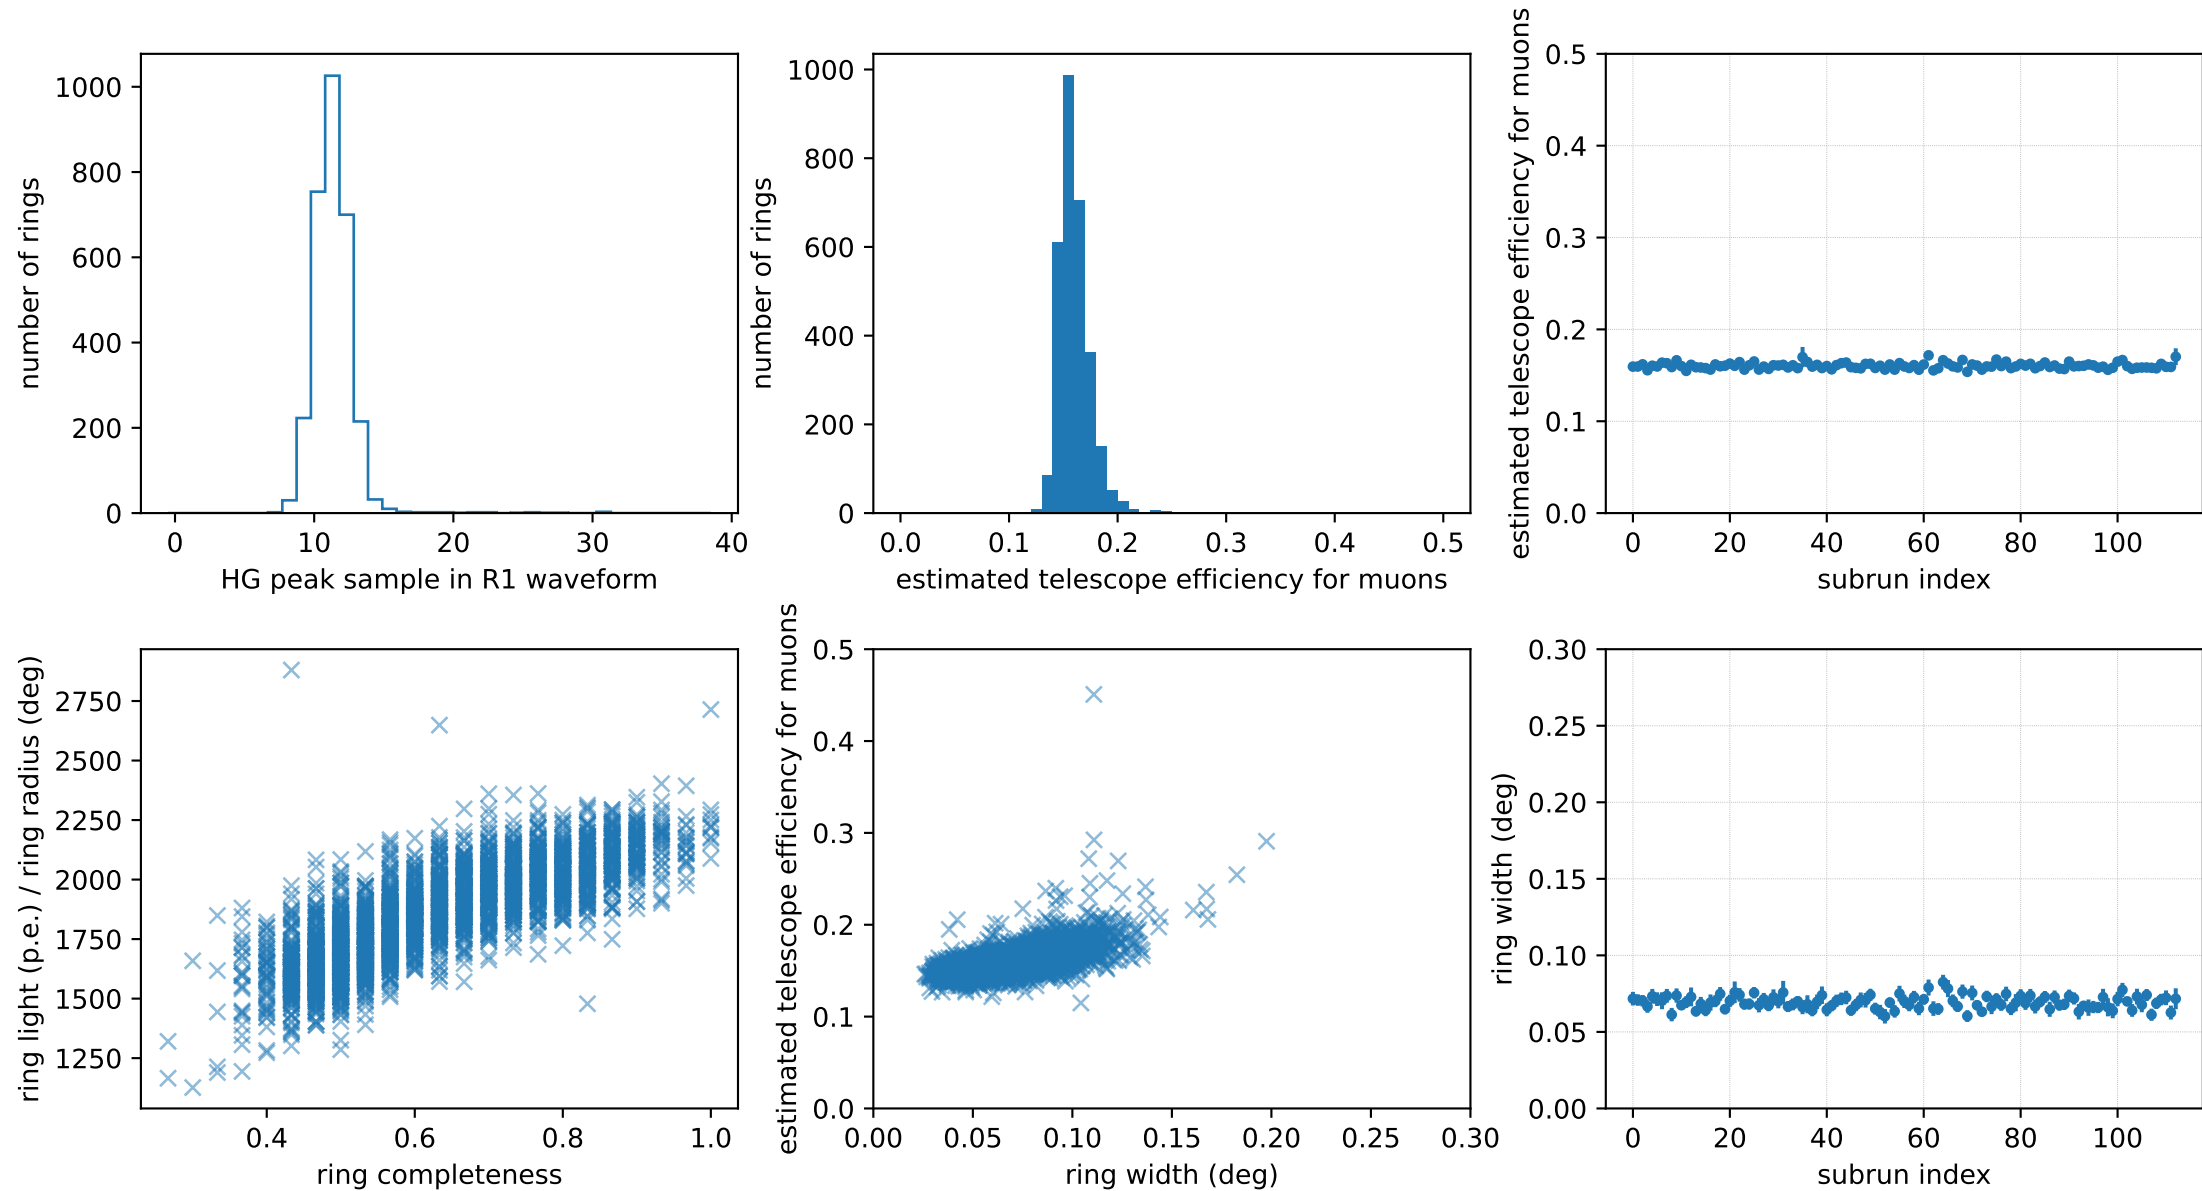 number of rings
1000
800
600
400
200
0
0 10 20 30 40
HG peak sample in R1 waveform
number of rings
1000
800
600
400
200
0
0.0 0.1 0.2 0.3 0.4 0.5
estimated telescope efficiency for muons
estimated telescope efficiency for muons
0.5
0.4
0.3
0.2
0.1
0.0
0 20 40 60 80 100
subrun index
ring light (p.e.) / ring radius (deg)
2750
2500
2250
2000
1750
1500
1250
0.4 0.6 0.8 1.0
ring completeness
estimated telescope efficiency for muons
0.5
0.4
0.3
0.2
0.1
0.0
0.00 0.05 0.10 0.15 0.20 0.25 0.30
ring width (deg)
ring width (deg)
0.30
0.25
0.20
0.15
0.10
0.05
0.00
0 20 40 60 80 100
subrun index